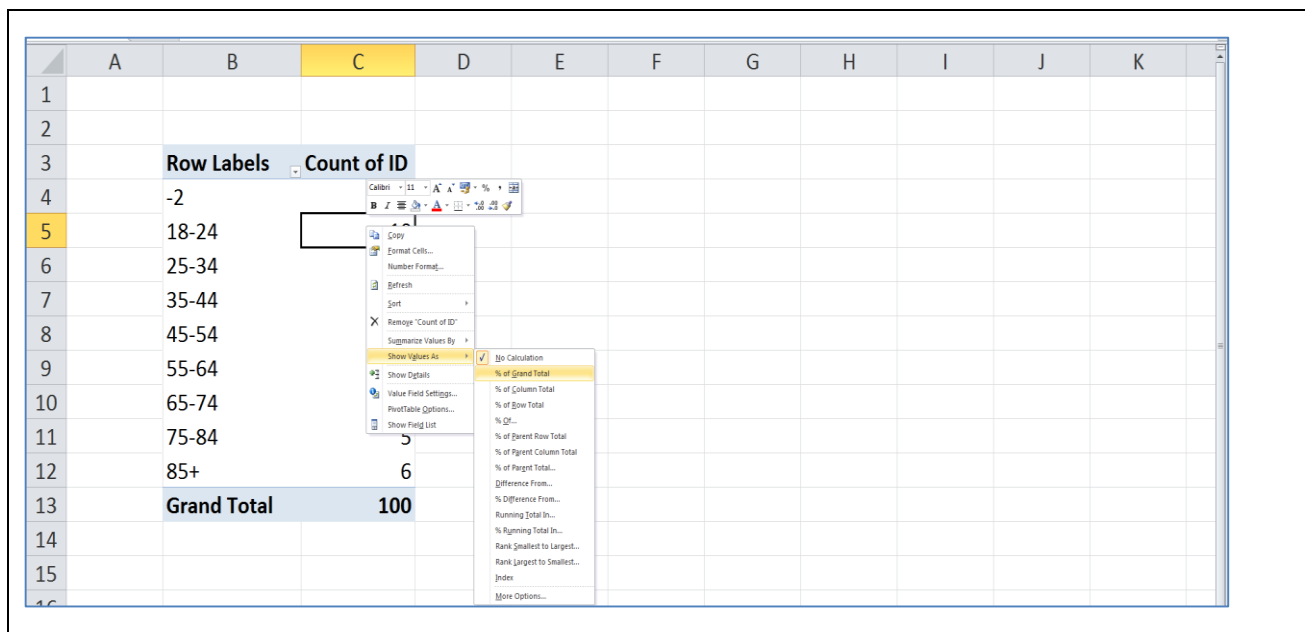 A B C D E F G H I J K
1
2
3 Row Labels Count of ID
4 -2
Calibri 11 A A % ,
B I A .00 .0
5 18-24
6 25-34
7 35-44
8 45-54
9 55-64
10 65-74
11 75-84 5
12 85+ 6
13 Grand Total 100
14
15
Copy
Format Cells...
Number Format...
Refresh
Sort
Remove "Count of ID"
Summarize Values By
Show Values As
Show Details
Value Field Settings...
PivotTable Options...
Show Field List
No Calculation
% of Grand Total
% of Column Total
% of Row Total
% Of...
% of Parent Row Total
% of Parent Column Total
% of Parent Total...
Difference From...
% Difference From...
Running Total In...
% Running Total In...
Rank Smallest to Largest...
Rank Largest to Smallest...
Index
More Options...